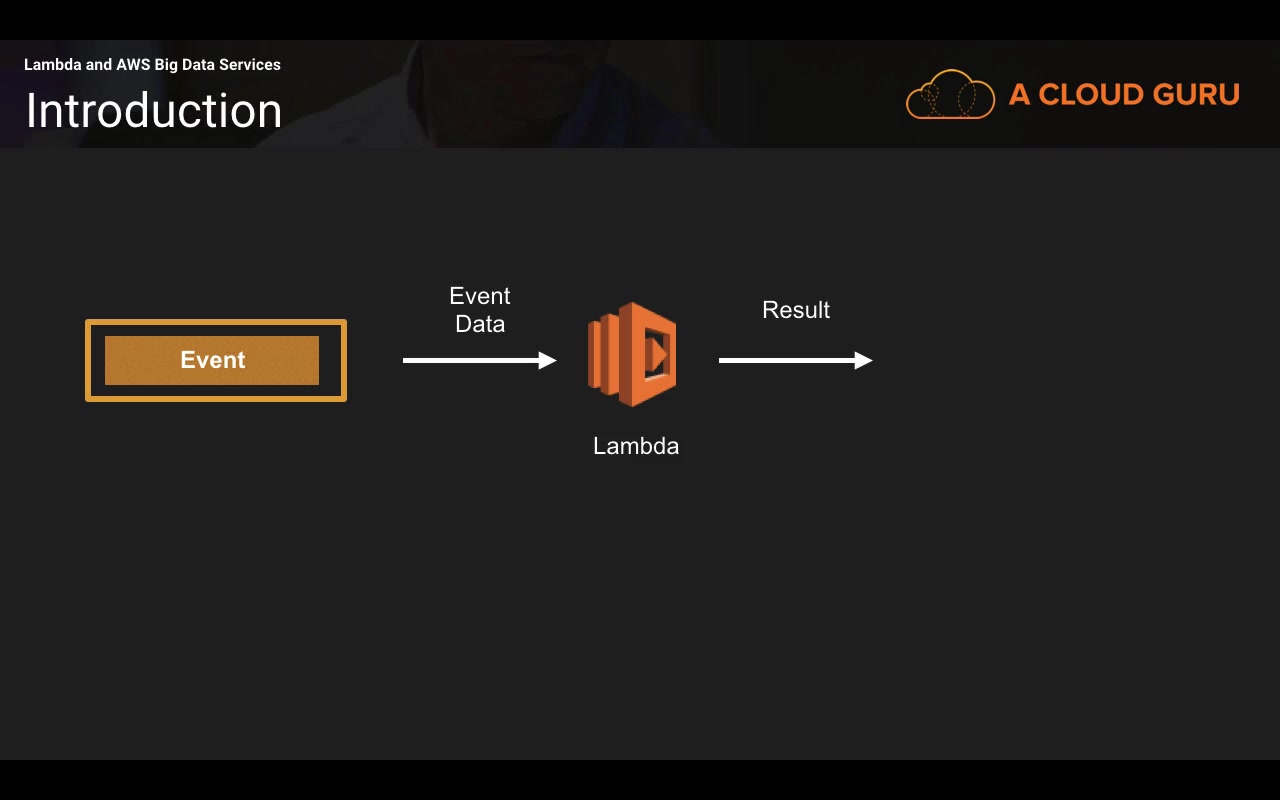 Lambda and AWS Big Data Services
Introduction
A CLOUD GURU
Event
Event
Data
Result
Lambda